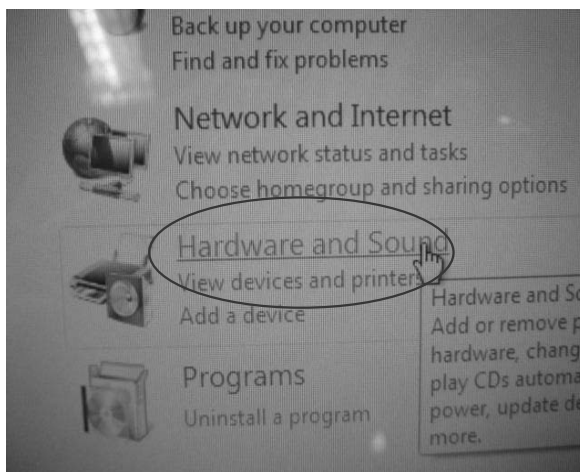 Back up your computer
Find and fix problems
Network and Internet
View network status and tasks
Choose homegroup and sharing options
Hardware and Sound
View devices and printers
Add a device
Hardware and
Add or remove
hardware,
play CDs
power, update
more.
Programs
Uninstall a program